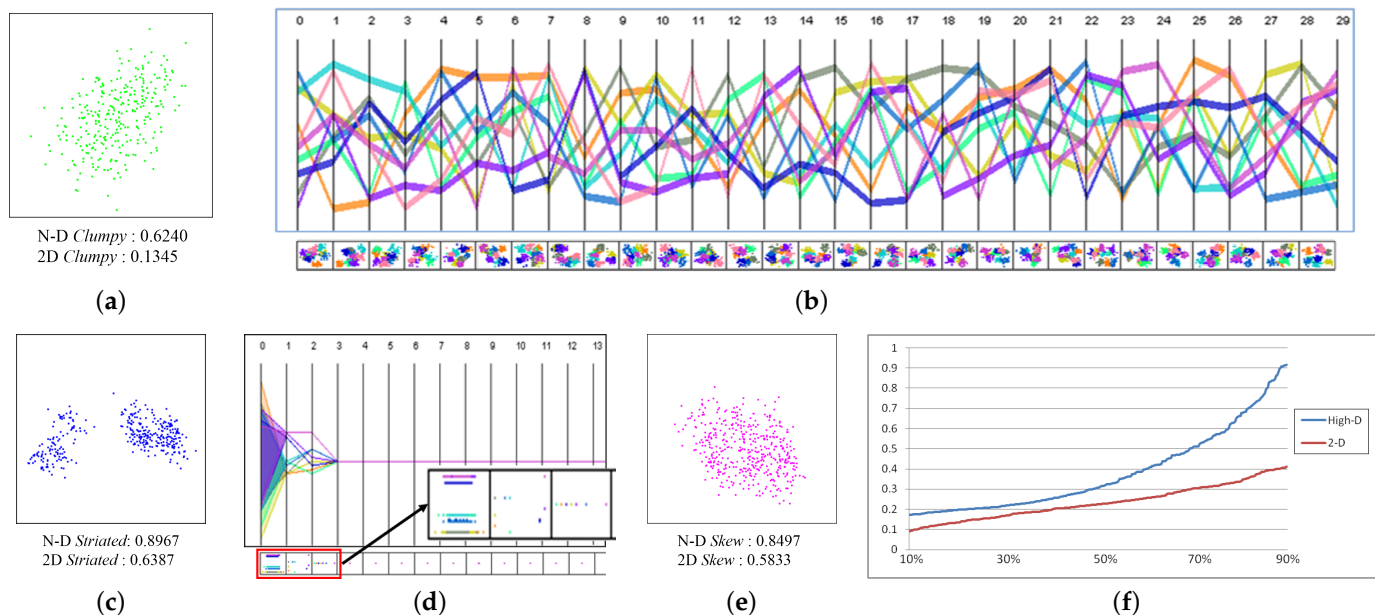 0 1 2 3 4 5 6 7 8 9 10 11 12 13 14 15 16 17 18 19 20 21 22 23 24 25 26 27 28 29
N-D Clumpy : 0.6240
2D Clumpy : 0.1345
(a)
(b)
0 1 2 3 4 5 6 7 8 9 10 11 12 13
N-D Striated: 0.8967
2D Striated : 0.6387
N-D Skew : 0.8497
2D Skew : 0.5833
1
0.9
0.8
0.7
0.6
0.5
0.4
0.3
0.2
0.1
0
10% 30% 50% 70% 90%
High-D
2-D
(c)
(d)
(e)
(f)